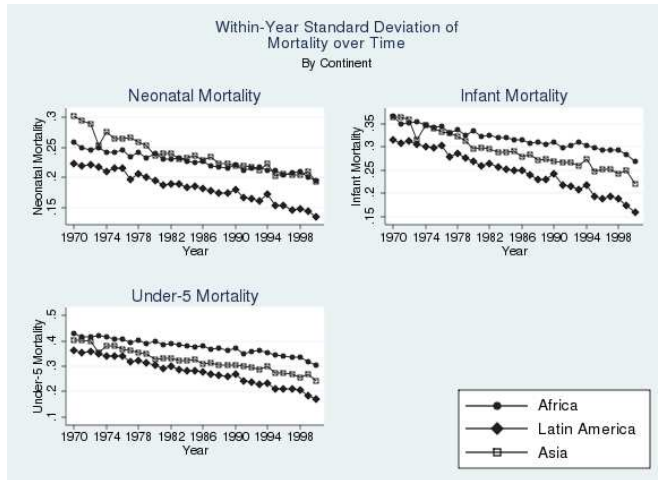 Within-Year Standard Deviation of
Mortality over Time
By Continent
Neonatal Mortality
Neonatal Mortality
.3
.25
.2
.15
1970 1974 1978 1982 1986 1990 1994 1998
Year
Infant Mortality
Infant Mortality
.35
.3
.25
.2
.15
1970 1974 1978 1982 1986 1990 1994 1998
Year
Under-5 Mortality
Under-5 Mortality
.5
.4
.3
.2
.1
1970 1974 1978 1982 1986 1990 1994 1998
Year
Africa
Latin America
Asia